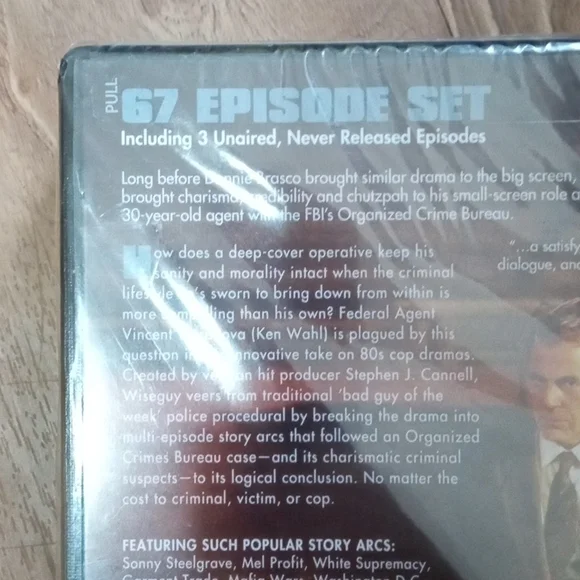 PULL
67 EPISODE SET
Including 3 Unaired, Never Released Episodes
Long before Donnie Brasco brought similar drama to the big screen,
brought charisma, credibility and chutzpah to his small-screen role a
30-year-old agent with the FBI's Organized Crime Bureau.
How does a deep-cover operative keep his
sanity and morality intact when the criminal
lifestyle he's sworn to bring down from within is
more compelling than his own? Federal Agent
Vincent (Ken Wahl) is plagued by this
question in innovative take on 80s cop dramas.
Created by veteran hit producer Stephen J. Cannell,
Wiseguy veers from traditional 'bad guy of the
week' police procedural by breaking the drama into
multi-episode story arcs that followed an Organized
Crimes Bureau case—and its charismatic criminal
suspects—to its logical conclusion. No matter the
cost to criminal, victim, or cop.
"...a satisfy
dialogue, and
FEATURING SUCH POPULAR STORY ARCS:
Sonny Steelgrave, Mel Profit, White Supremacy,
Garment Trade, Mafia Wars, Washington D.C.